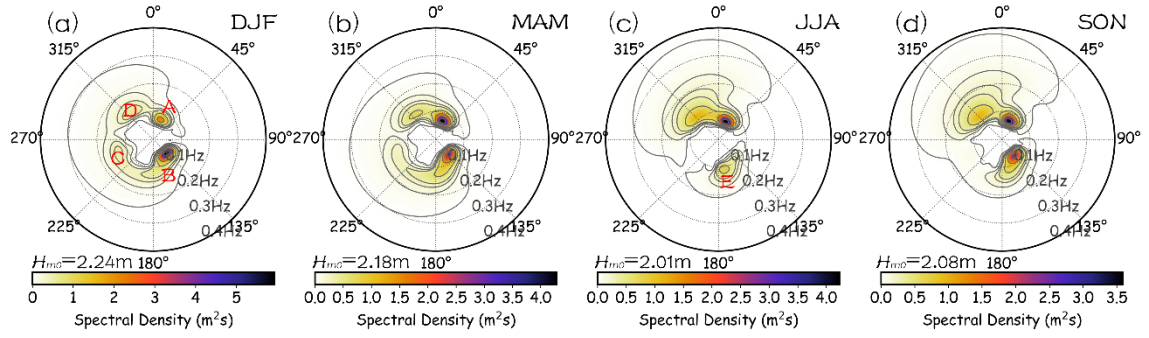 (a) DJF
0°
45°
90°
135°
180°
225°
270°
315°
0.1Hz
0.2Hz
0.3Hz
0.4Hz
A
B
C
D
Hm0=2.24m
0 1 2 3 4 5
Spectral Density (m²s)
(b) MAM
0°
45°
90°
135°
180°
225°
270°
315°
0.1Hz
0.2Hz
0.3Hz
0.4Hz
Hm0=2.18m
0.0 0.5 1.0 1.5 2.0 2.5 3.0 3.5 4.0
Spectral Density (m²s)
(c) JJA
0°
45°
90°
135°
180°
225°
270°
315°
0.1Hz
0.2Hz
0.3Hz
0.4Hz
E
Hm0=2.01m
0.0 0.5 1.0 1.5 2.0 2.5 3.0 3.5 4.0
Spectral Density (m²s)
(d) SON
0°
45°
90°
135°
180°
225°
270°
315°
0.1Hz
0.2Hz
0.3Hz
0.4Hz
Hm0=2.08m
0.0 0.5 1.0 1.5 2.0 2.5 3.0 3.5
Spectral Density (m²s)